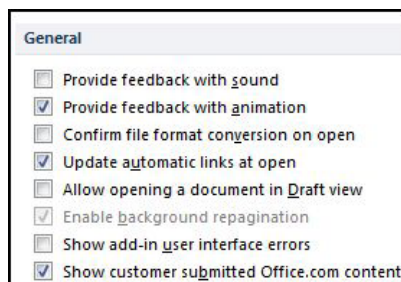 General
Provide feedback with sound
Provide feedback with animation
Confirm file format conversion on open
Update automatic links at open
Allow opening a document in Draft view
Enable background repagination
Show add-in user interface errors
Show customer submitted Office.com content